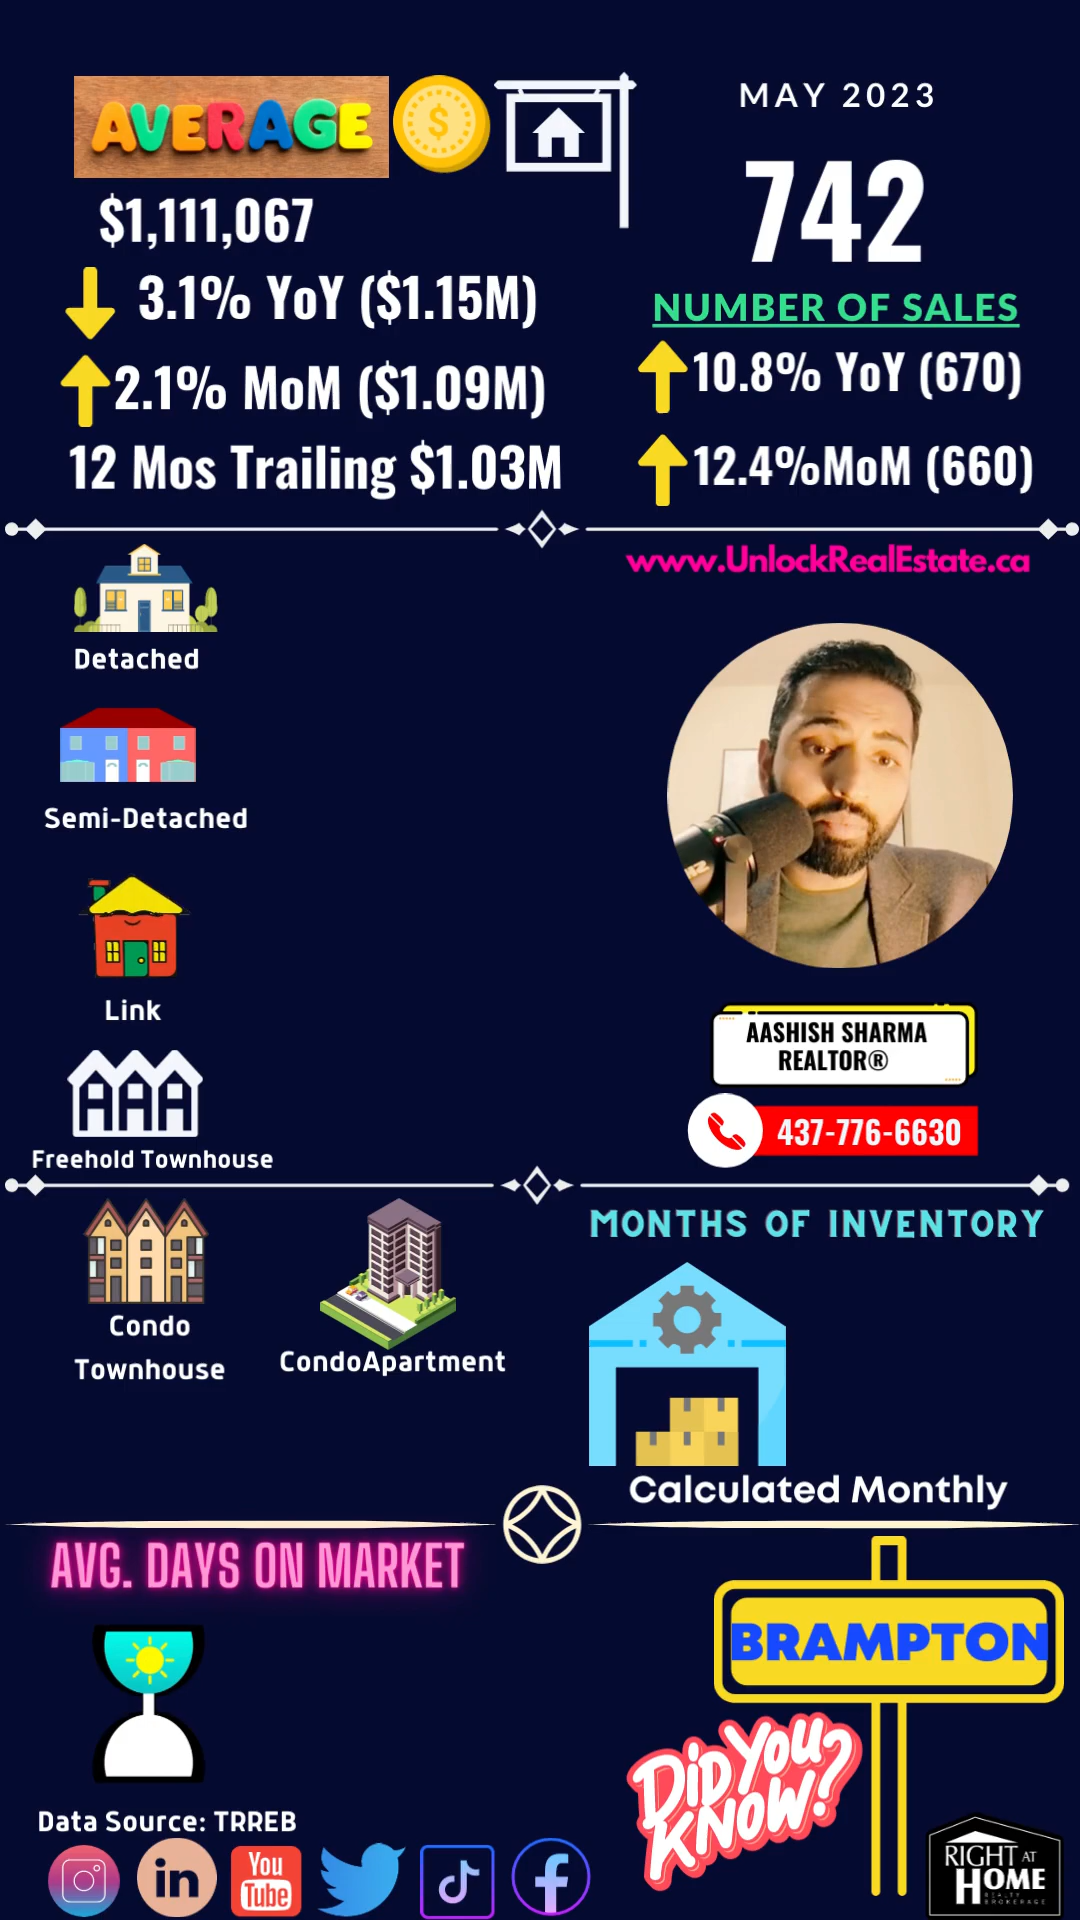 AVERAGE
$
$1,111,067
3.1% YoY ($1.15M)
2.1% MoM ($1.09M)
12 Mos Trailing $1.03M
MAY 2023
742
NUMBER OF SALES
10.8% YoY (670)
12.4%MoM (660)
www.UnlockRealEstate.ca
Detached
Semi-Detached
Link
Freehold Townhouse
AASHISH SHARMA
REALTOR®
437-776-6630
Condo
Townhouse
CondoApartment
MONTHS OF INVENTORY
Calculated Monthly
AVG. DAYS ON MARKET
BRAMPTON
DiD YOU
KNOW?
Data Source: TRREB
in
You
Tube
f
RIGHT AT
HOME
REALTY
BROKERAGE